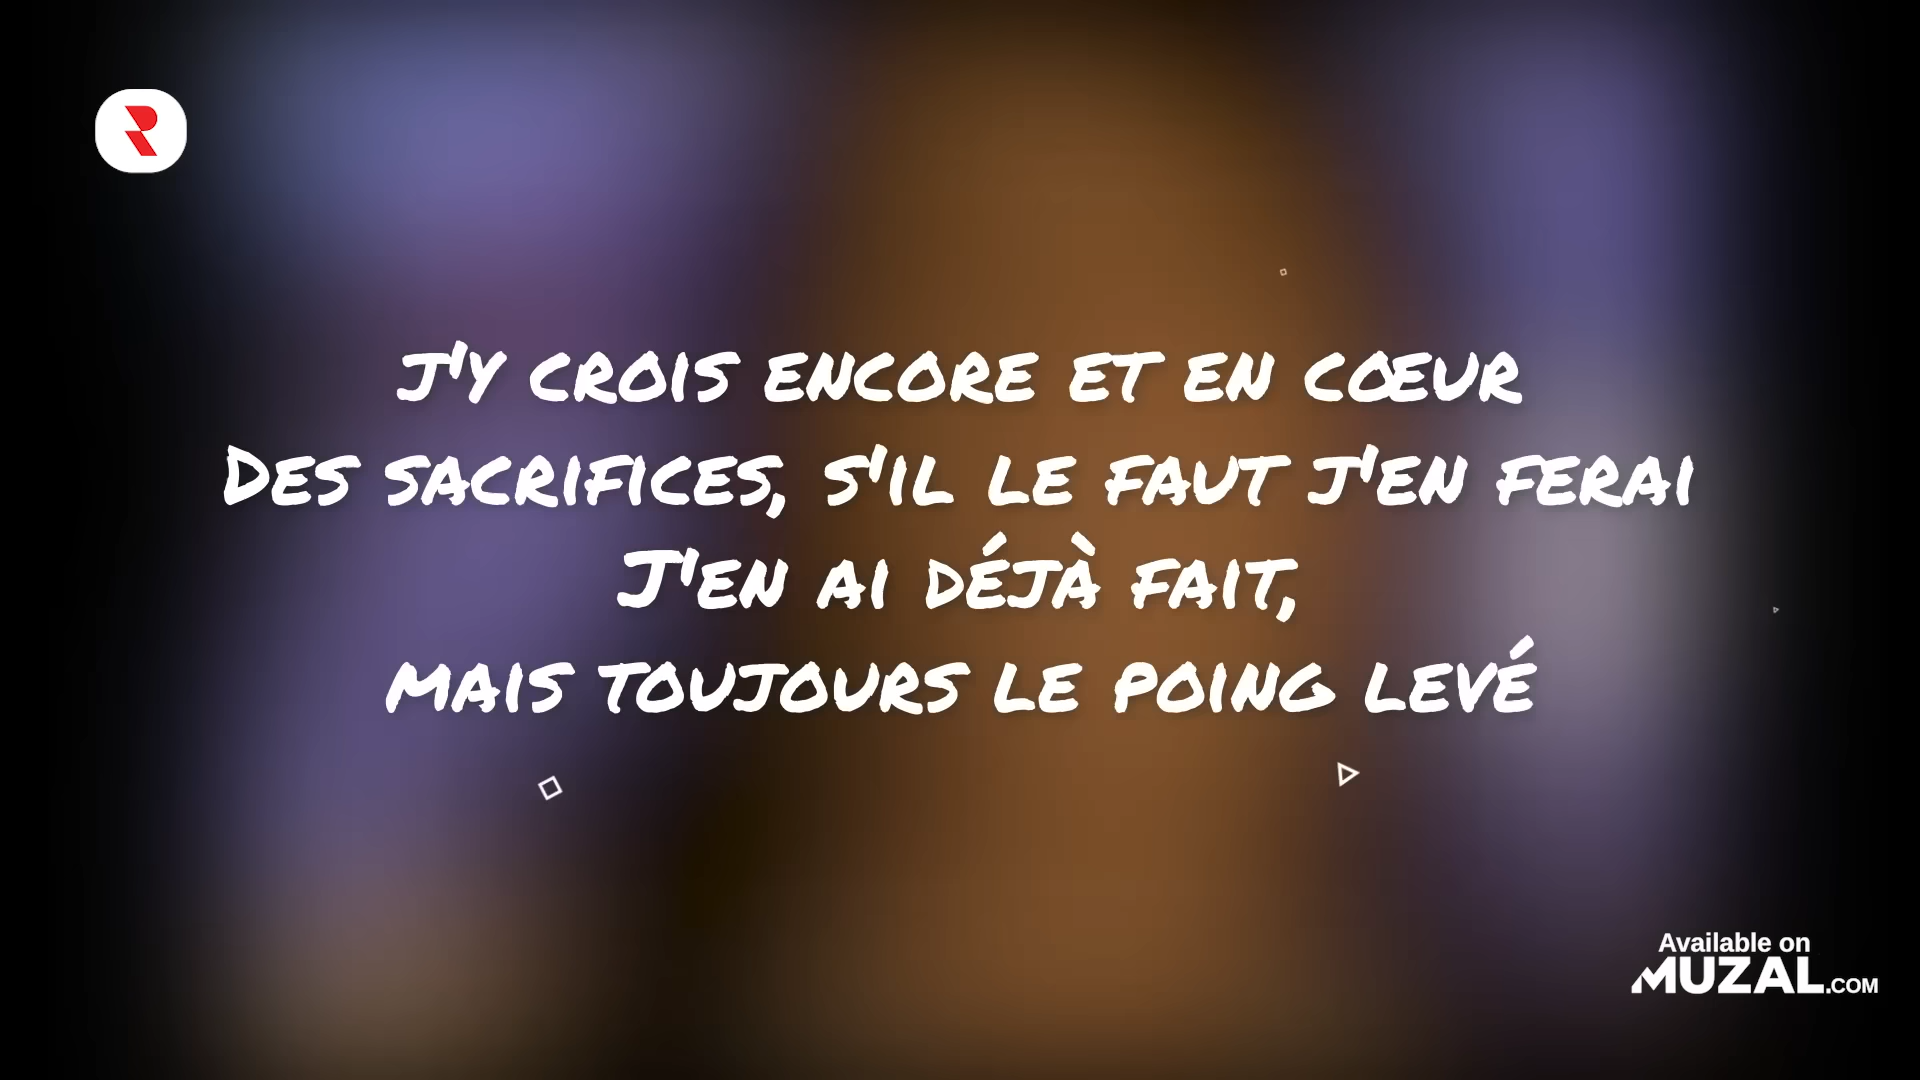 J'Y CROIS ENCORE ET EN CŒUR
DES SACRIFICES, S'IL LE FAUT J'EN FERAI
J'EN AI DÉJÀ FAIT,
MAIS TOUJOURS LE POING LEVÉ
Available on
MUZAL.COM